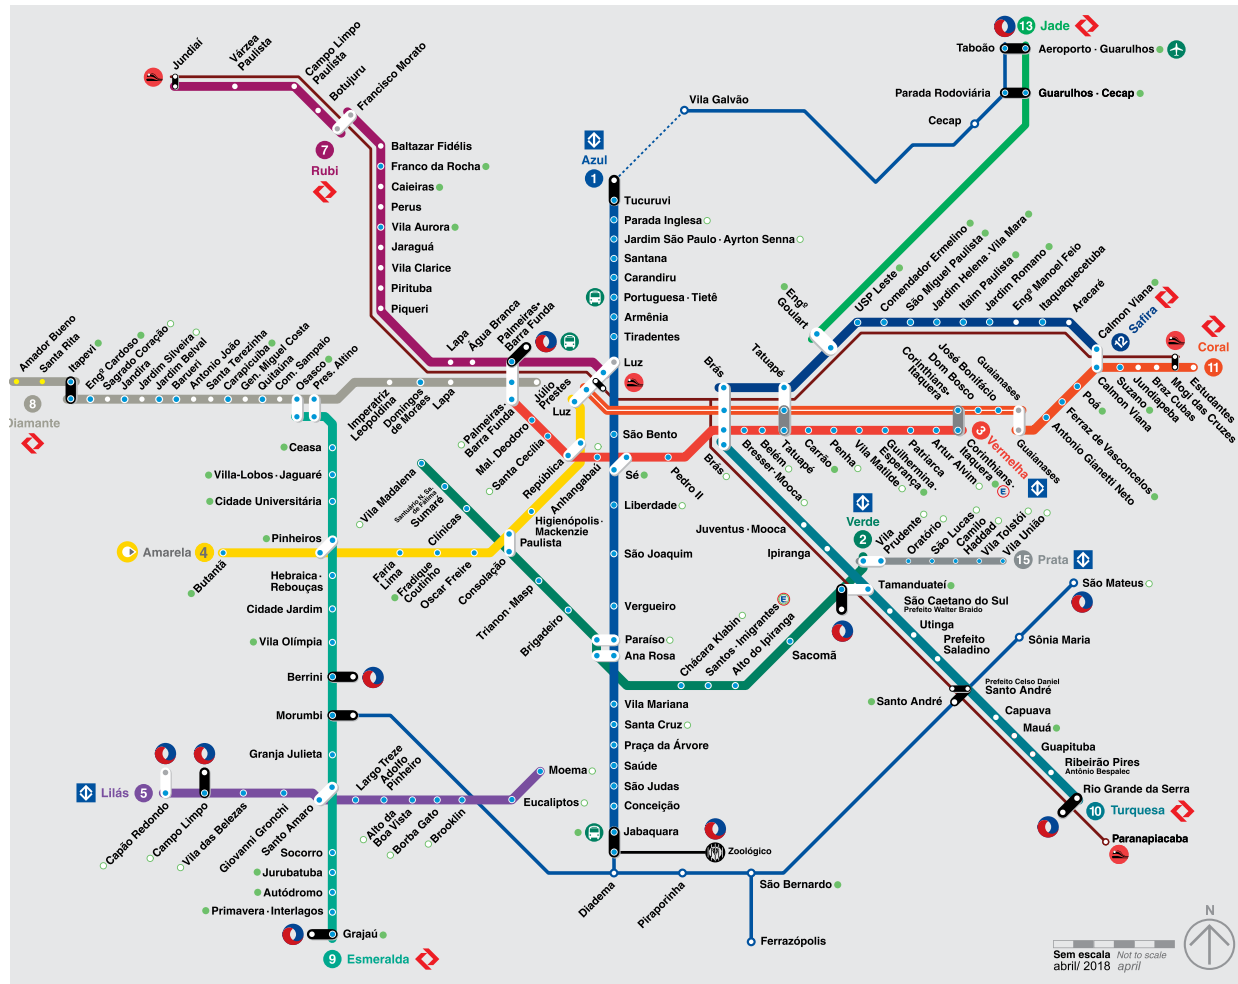 13 Jade
Taboão
Aeroporto · Guarulhos
Parada Rodoviária
Guarulhos · Cecap
Cecap
Vila Galvão
Jundiaí
Várzea
Paulista
Campo Limpo
Paulista
Botujuru
Francisco Morato
7
Rubi
Baltazar Fidélis
Franco da Rocha
Caieiras
Perus
Vila Aurora
Jaraguá
Vila Clarice
Pirituba
Piqueri
Lapa
Água Branca
Palmeiras-
Barra Funda
Azul
1
Tucuruvi
Parada Inglesa
Jardim São Paulo · Ayrton Senna
Santana
Carandiru
Portuguesa · Tietê
Armênia
Tiradentes
Luz
São Bento
Sé
Liberdade
São Joaquim
Vergueiro
Paraíso
Ana Rosa
Vila Mariana
Santa Cruz
Praça da Árvore
Saúde
São Judas
Conceição
Jabaquara
Zoológico
Engº
Goulart
USP Leste
Comendador Ermelino
São Miguel Paulista
Jardim Helena · Vila Mara
Itaim Paulista
Jardim Romano
Engº Manoel Feio
Itaquaquecetuba
Aracaré
Calmon Viana
12
Safira
Coral
11
Brás
Tatuapé
Corinthians-
Itaquera
Dom Bosco
José Bonifácio
Guaianases
Guaianases
Antonio Gianetti Neto
Ferraz de Vasconcelos
Poá
Calmon Viana
Suzano
Jundiapeba
Braz Cubas
Mogi das Cruzes
Estudantes
Amador Bueno
Santa Rita
Itapevi
Engº Cardoso
Sagrado Coração
Jandira
Jardim Silveira
Jardim Belval
Barueri
Antonio João
Santa Terezinha
Carapicuíba
Gen. Miguel Costa
Quitaúna
Com. Sampaio
Osasco
Pres. Altino
Imperatriz
Leopoldina
Domingos
de Moraes
Lapa
Júlio
Prestes
8
Diamante
Luz
Palmeiras-
Barra Funda
Mal. Deodoro
Santa Cecília
República
Anhangabaú
Pedro II
Brás
Bresser · Mooca
Belém
Tatuapé
Carrão
Penha
Vila Matilde
Guilhermina-
Esperança
Patriarca
Artur Alvim
Corinthians-
Itaquera
3 Vermelha
Ceasa
Villa-Lobos · Jaguaré
Cidade Universitária
Pinheiros
Hebraica ·
Rebouças
Cidade Jardim
Vila Olímpia
Berrini
Morumbi
Granja Julieta
Santo Amaro
Socorro
Jurubatuba
Autódromo
Primavera · Interlagos
Grajaú
9 Esmeralda
Amarela 4
Butantã
Faria
Lima
Fradique
Coutinho
Oscar Freire
Higienópolis ·
Mackenzie
Paulista
Vila Madalena
Santuário N. Sa.
de Fátima
Sumaré
Clínicas
Consolação
Trianon · Masp
Brigadeiro
Chácara Klabin
Santos · Imigrantes
Alto do Ipiranga
Sacomã
Tamanduateí
Verde
2
Vila
Prudente
Oratório
São Lucas
Camilo
Haddad
Vila Tolstói
Vila União
15 Prata
Juventus · Mooca
Ipiranga
São Caetano do Sul
Prefeito Walter Braido
Utinga
Prefeito
Saladino
Prefeito Celso Daniel
Santo André
Santo André
Capuava
Mauá
Guapituba
Ribeirão Pires
Antônio Bespalec
Rio Grande da Serra
10 Turquesa
Paranapiacaba
São Mateus
Sônia Maria
Lilás 5
Capão Redondo
Campo Limpo
Vila das Belezas
Giovanni Gronchi
Largo Treze
Adolfo
Pinheiro
Alto da
Boa Vista
Borba Gato
Brooklin
Eucaliptos
Moema
Diadema
Piraporinha
São Bernardo
Ferrazópolis
N
Sem escala Not to scale
abril/ 2018 april